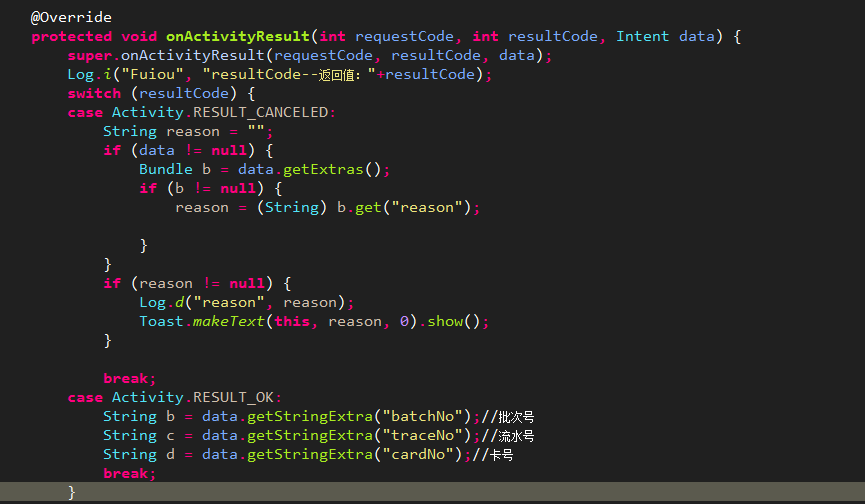 @Override
protected void onActivityResult(int requestCode, int resultCode, Intent data) {
super.onActivityResult(requestCode, resultCode, data);
Log.i("Fuiou", "resultCode--返回值："+resultCode);
switch (resultCode) {
case Activity.RESULT_CANCELED:
String reason = "";
if (data != null) {
Bundle b = data.getExtras();
if (b != null) {
reason = (String) b.get("reason");
}
}
if (reason != null) {
Log.d("reason", reason);
Toast.makeText(this, reason, 0).show();
}
break;
case Activity.RESULT_OK:
String b = data.getStringExtra("batchNo");//批次号
String c = data.getStringExtra("traceNo");//流水号
String d = data.getStringExtra("cardNo");//卡号
break;
}